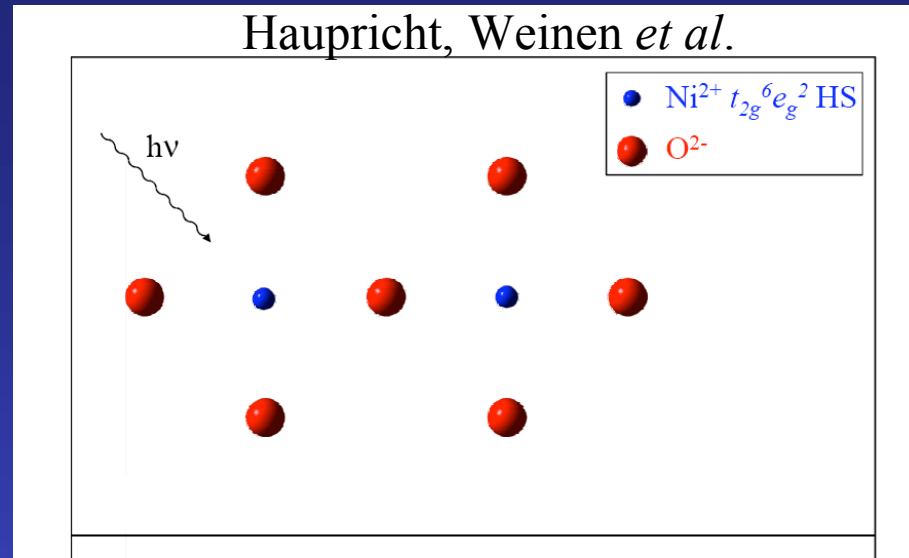 Haupricht, Weinen et al.
Ni²⁺ t₂g⁶eg² HS
hν
O²⁻